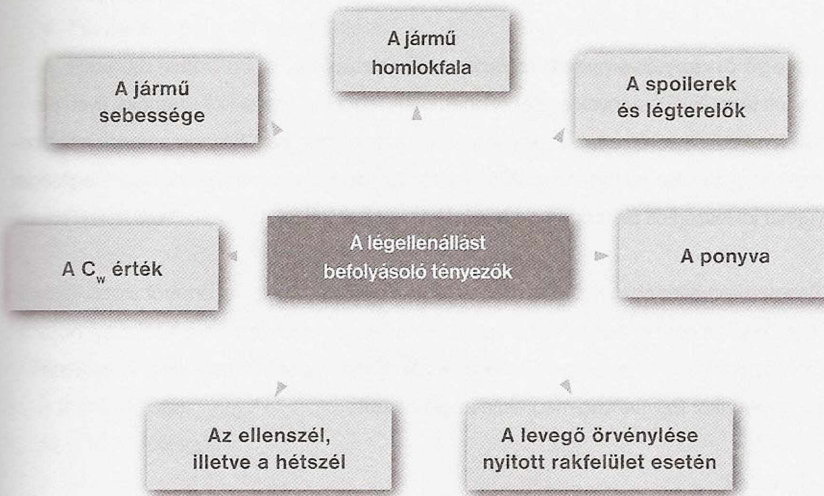 A jármű
homlokfala
A jármű
sebessége
A spoilerek
és légterelők
A Cw érték
A légellenállást
befolyásoló tényezők
A ponyva
Az ellenszél,
illetve a hétszél
A levegő örvénylése
nyitott rakfelület esetén